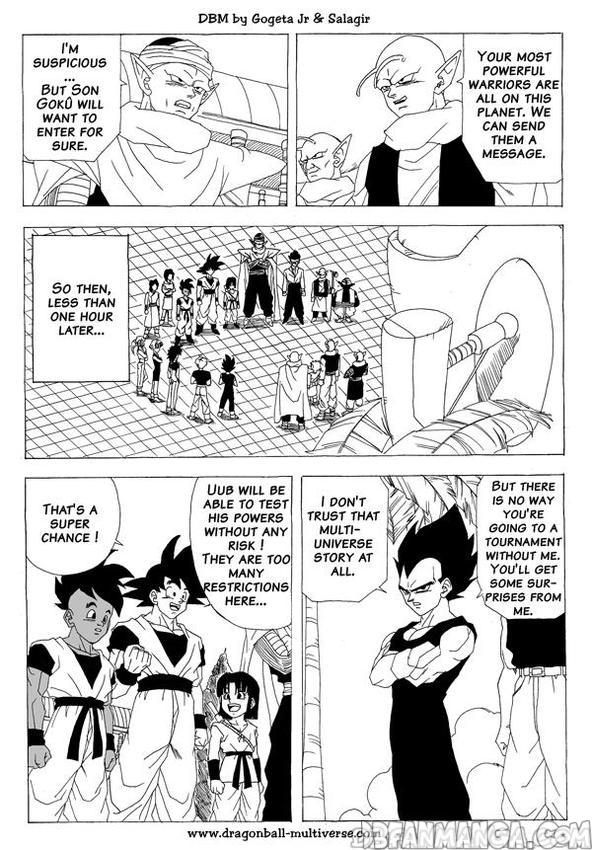 DBM by Gogeta Jr & Salagir
I'm
suspicious
...
But Son
Gokû will
want to
enter for
sure.
Your most
powerful
warriors are
all on this
planet. We
can send
them a
message.
So then,
less than
one hour
later...
That's a
super
chance !
Uub will be
able to test
his powers
without any
risk !
They are too
many
restrictions
here...
I don't
trust that
multi-
universe
story at
all.
But there
is no way
you're
going to a
tournament
without me.
You'll get
some sur-
prises from
me.
www.dragonball-multiverse.com
DBFANMANGA.COM